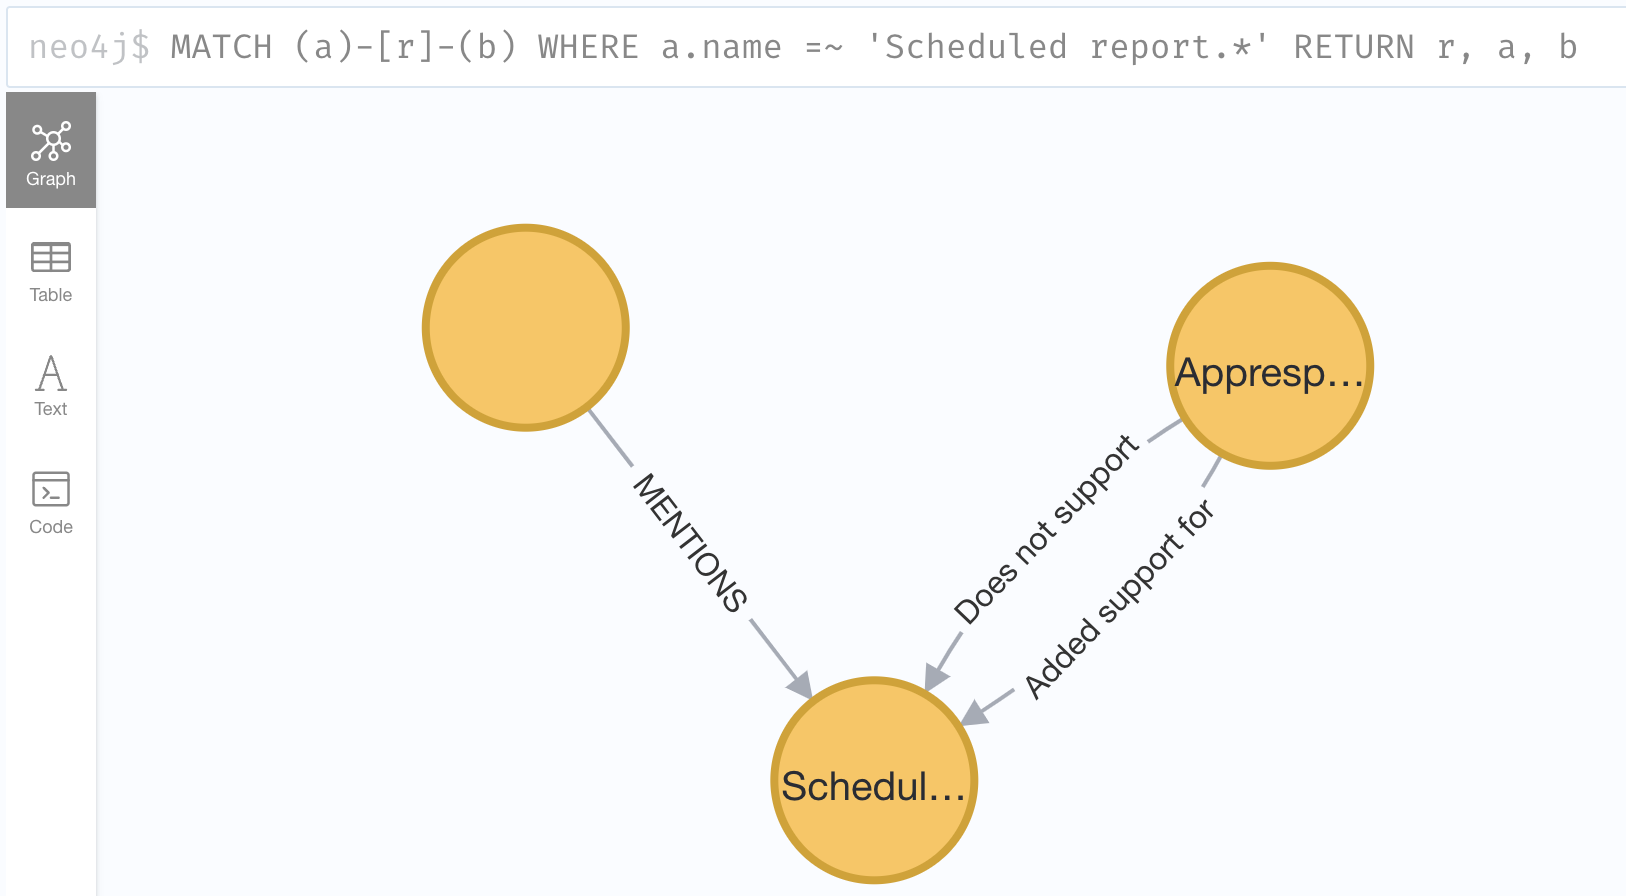 neo4j$ MATCH (a)-[r]-(b) WHERE a.name =~ 'Scheduled report.*' RETURN r, a, b
Graph
Table
Text
Code
Appresp…
MENTIONS
Does not support
Added support for
Schedul…